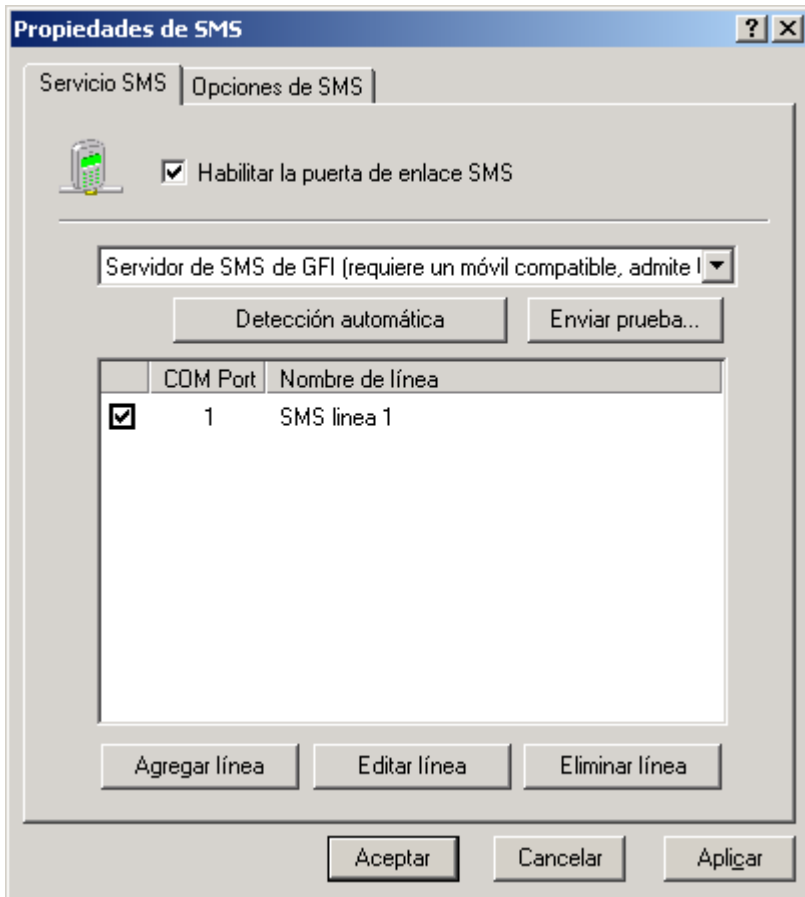 Propiedades de SMS
Servicio SMS
Opciones de SMS
Habilitar la puerta de enlace SMS
Servidor de SMS de GFI (requiere un móvil compatible, admite
Detección automática
Enviar prueba...
COM Port Nombre de línea
1 SMS linea 1
Agregar línea
Editar línea
Eliminar línea
Aceptar
Cancelar
Aplicar